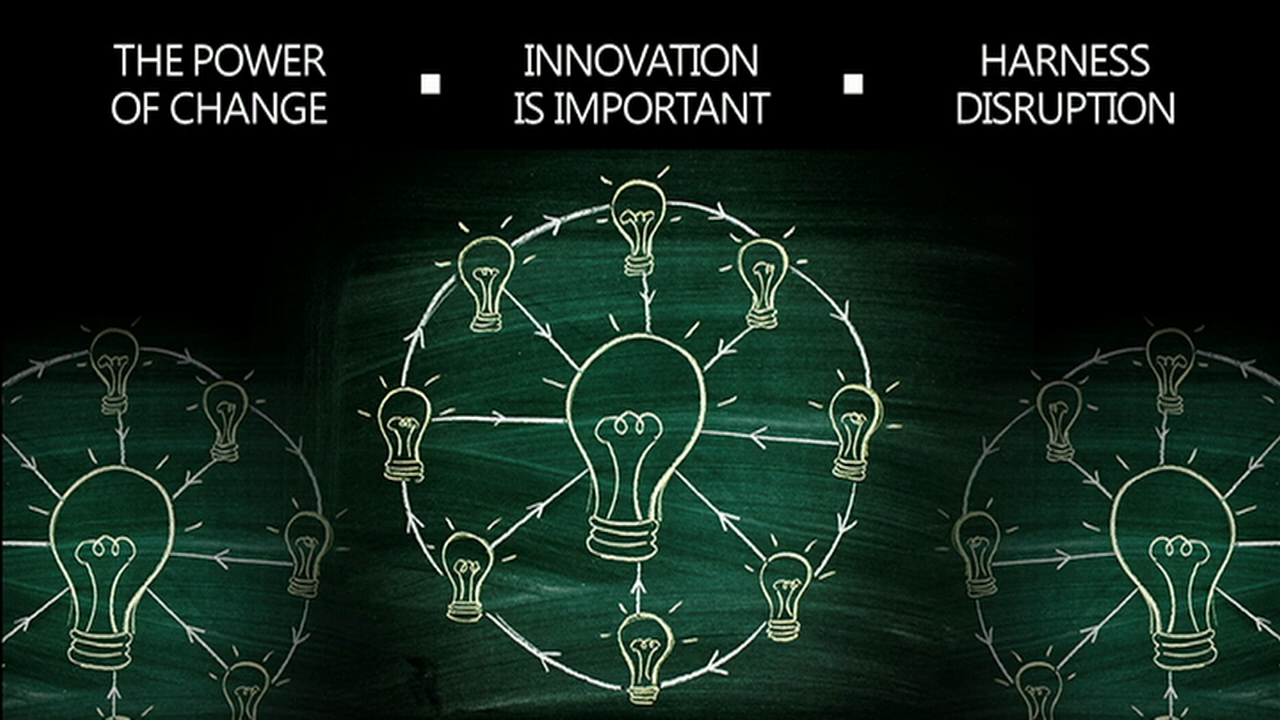 THE POWER
OF CHANGE
INNOVATION
IS IMPORTANT
HARNESS
DISRUPTION